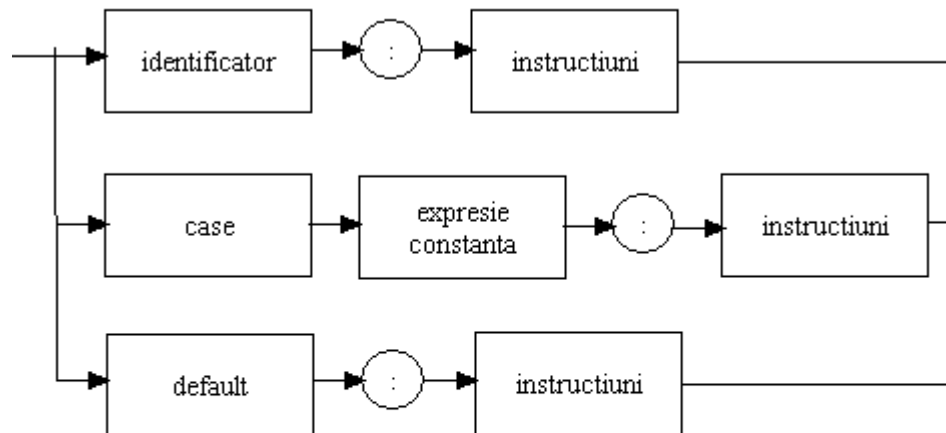 identificator : instructiuni
case expresie constanta : instructiuni
default : instructiuni